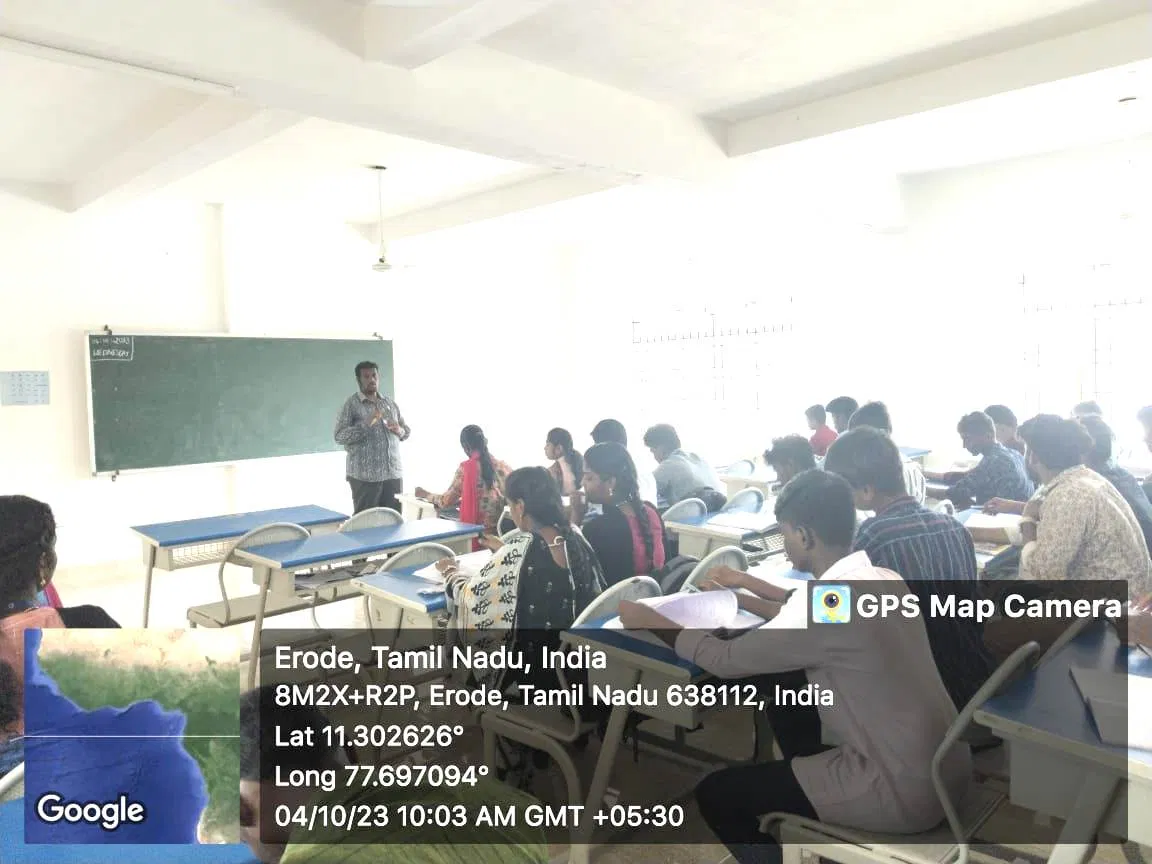 WEDNESDAY
GPS Map Camera
Erode, Tamil Nadu, India
8M2X+R2P, Erode, Tamil Nadu 638112, India
Lat 11.302626°
Long 77.697094°
04/10/23 10:03 AM GMT +05:30
Google